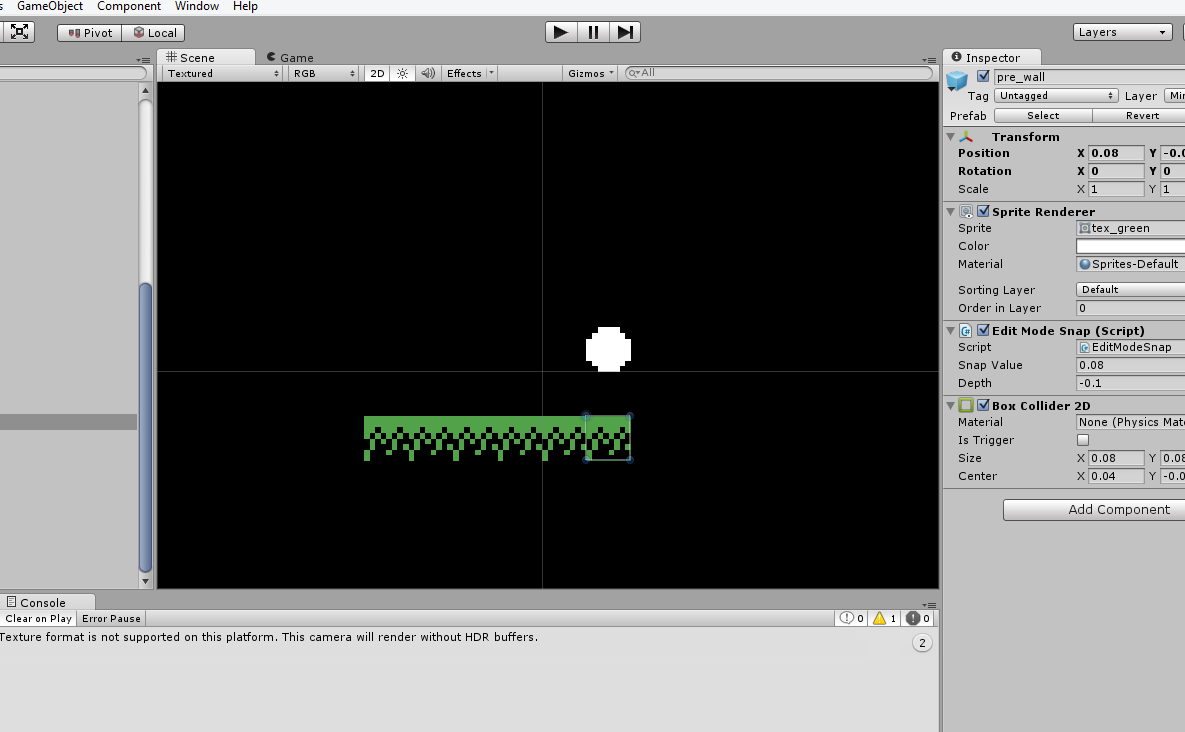 GameObject Component Window Help
Pivot Local Layers
Scene Game Inspector
Textured RGB 2D Effects Gizmos All
pre_wall
Tag Untagged Layer
Prefab Select Revert
Transform
Position X 0.08 Y
Rotation X 0 Y 0
Scale X 1 Y 1
Sprite Renderer
Sprite tex_green
Color
Material Sprites-Default
Sorting Layer Default
Order in Layer 0
Edit Mode Snap (Script)
Script EditModeSnap
Snap Value 0.08
Depth -0.1
Box Collider 2D
Material None (Physics Mat
Is Trigger
Size X 0.08 Y 0.08
Center X 0.04 Y -0.0
Add Component
Console
Clear on Play Error Pause 0 1 0
Texture format is not supported on this platform. This camera will render without HDR buffers. 2